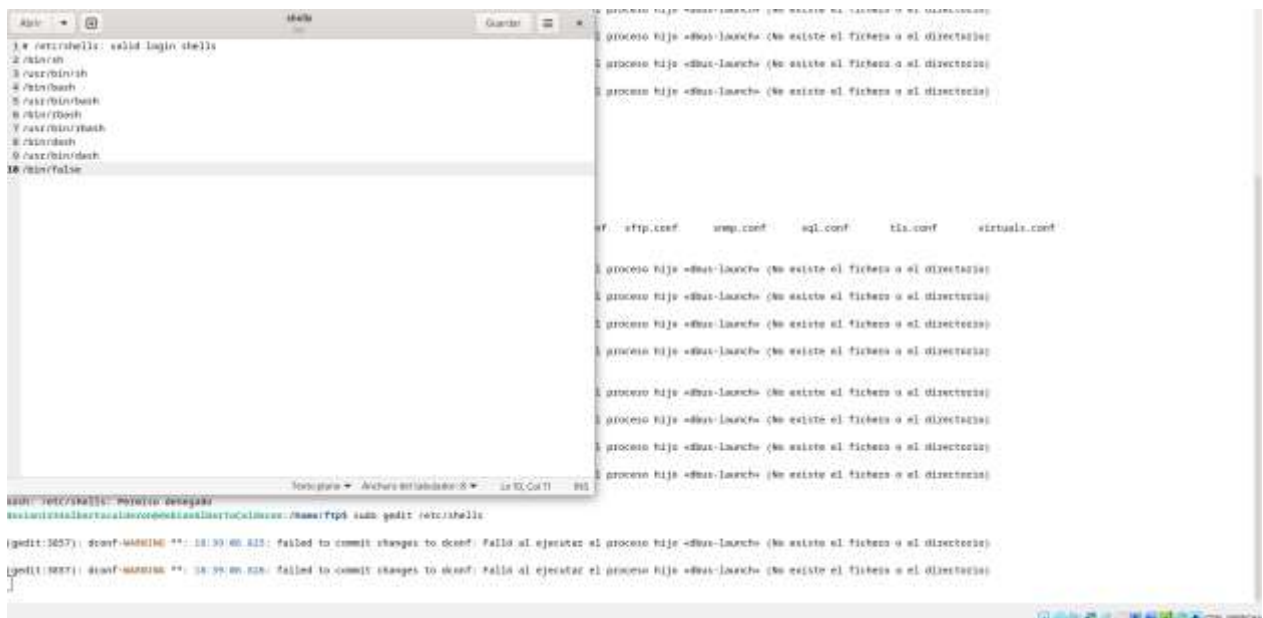 Abrir
shells
Guardar
1 # /etc/shells: valid login shells
2 /bin/sh
3 /usr/bin/sh
4 /bin/bash
5 /usr/bin/bash
6 /bin/rbash
7 /usr/bin/rbash
8 /bin/dash
9 /usr/bin/dash
10 /bin/false
Texto plano Anchura del tabulador: 8 Ln 10, Col 11 INS
l proceso hijo «dbus-launch» (No existe el fichero o el directorio)
l proceso hijo «dbus-launch» (No existe el fichero o el directorio)
l proceso hijo «dbus-launch» (No existe el fichero o el directorio)
l proceso hijo «dbus-launch» (No existe el fichero o el directorio)
nf sftp.conf snmp.conf sql.conf tls.conf virtuals.conf
l proceso hijo «dbus-launch» (No existe el fichero o el directorio)
l proceso hijo «dbus-launch» (No existe el fichero o el directorio)
l proceso hijo «dbus-launch» (No existe el fichero o el directorio)
l proceso hijo «dbus-launch» (No existe el fichero o el directorio)
l proceso hijo «dbus-launch» (No existe el fichero o el directorio)
l proceso hijo «dbus-launch» (No existe el fichero o el directorio)
l proceso hijo «dbus-launch» (No existe el fichero o el directorio)
l proceso hijo «dbus-launch» (No existe el fichero o el directorio)
bash: /etc/shells: Permiso denegado
:/home/ftp$ sudo gedit /etc/shells
(gedit:3857): dconf-WARNING **: failed to commit changes to dconf: Falló al ejecutar el proceso hijo «dbus-launch» (No existe el fichero o el directorio)
(gedit:3857): dconf-WARNING **: failed to commit changes to dconf: Falló al ejecutar el proceso hijo «dbus-launch» (No existe el fichero o el directorio)